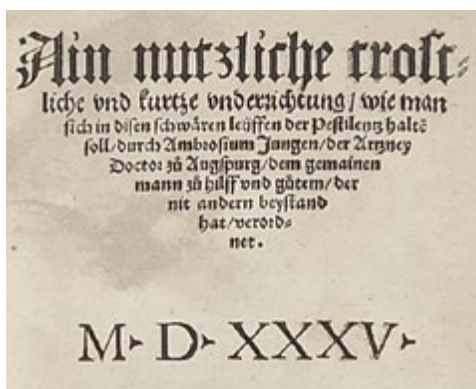 Ain nutzliche trost-
liche vnd kurtze vnderrichtung / wie man
sich in disen schwären leüffen der Pestilentz haltē
soll / durch Ambrosium Jungen / der Artzney
Doctor zů Augspurg / dem gemainen
mann zů hilff vnd gůtem / der
nit andern beystand
hat / verord-
net.
M D XXXV